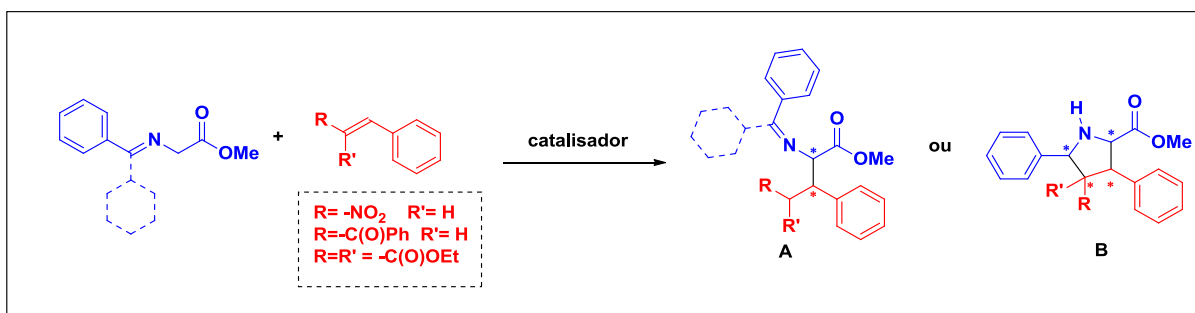 N
O
OMe
+
R
R'
R= -NO2 R'= H
R=-C(O)Ph R'= H
R=R' = -C(O)OEt
catalisador
N
O
OMe
*
*
R
R'
A
ou
H
N
O
OMe
*
*
*
*
R'
R
B